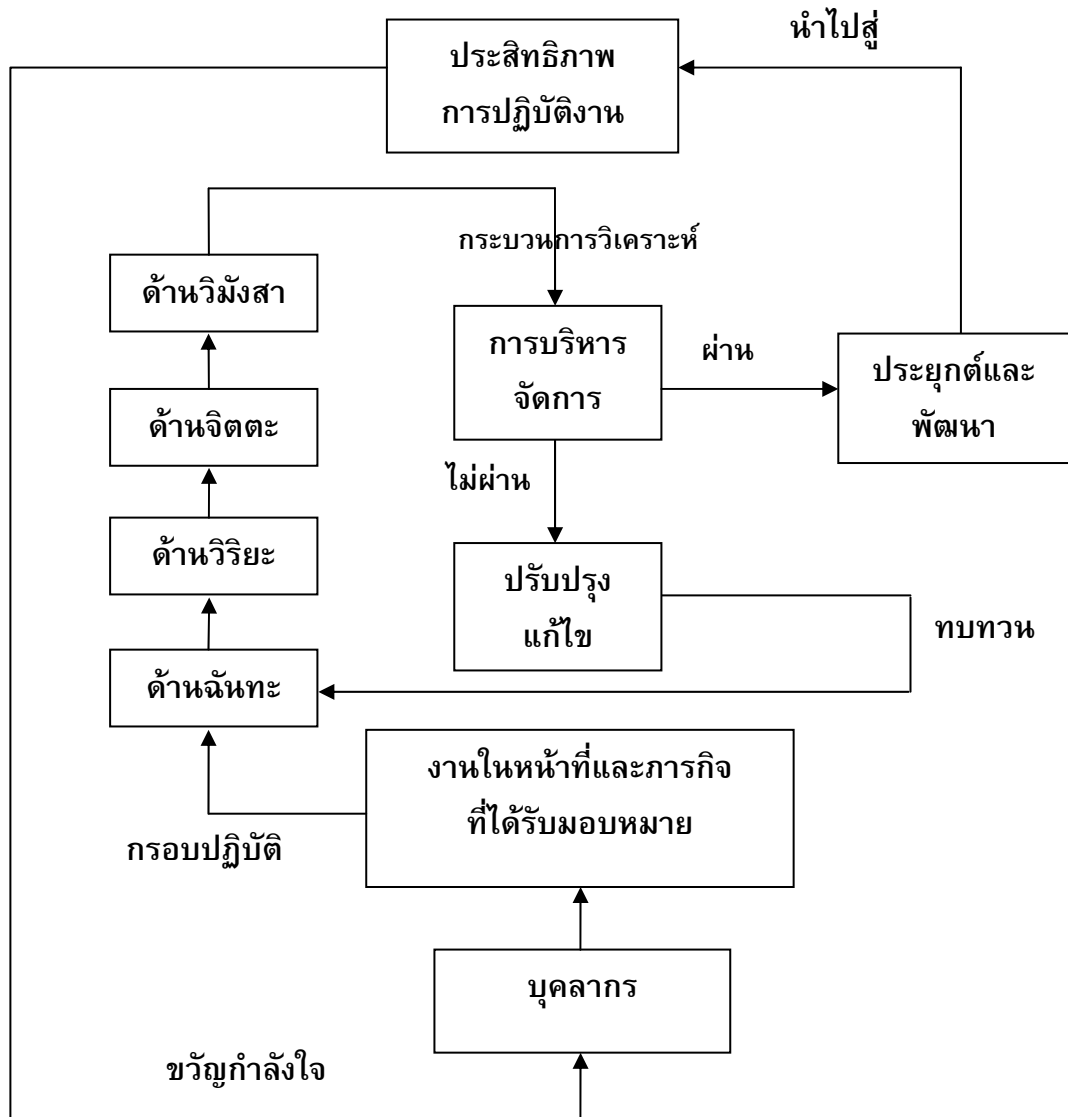 นำไปสู่
ประสิทธิภาพ
การปฏิบัติงาน
กระบวนการวิเคราะห์
ด้านวิมังสา
การบริหาร
จัดการ
ผ่าน
ประยุกต์และ
พัฒนา
ด้านจิตตะ
ไม่ผ่าน
ด้านวิริยะ
ปรับปรุง
แก้ไข
ทบทวน
ด้านฉันทะ
งานในหน้าที่และภารกิจ
ที่ได้รับมอบหมาย
กรอบปฏิบัติ
บุคลากร
ขวัญกำลังใจ